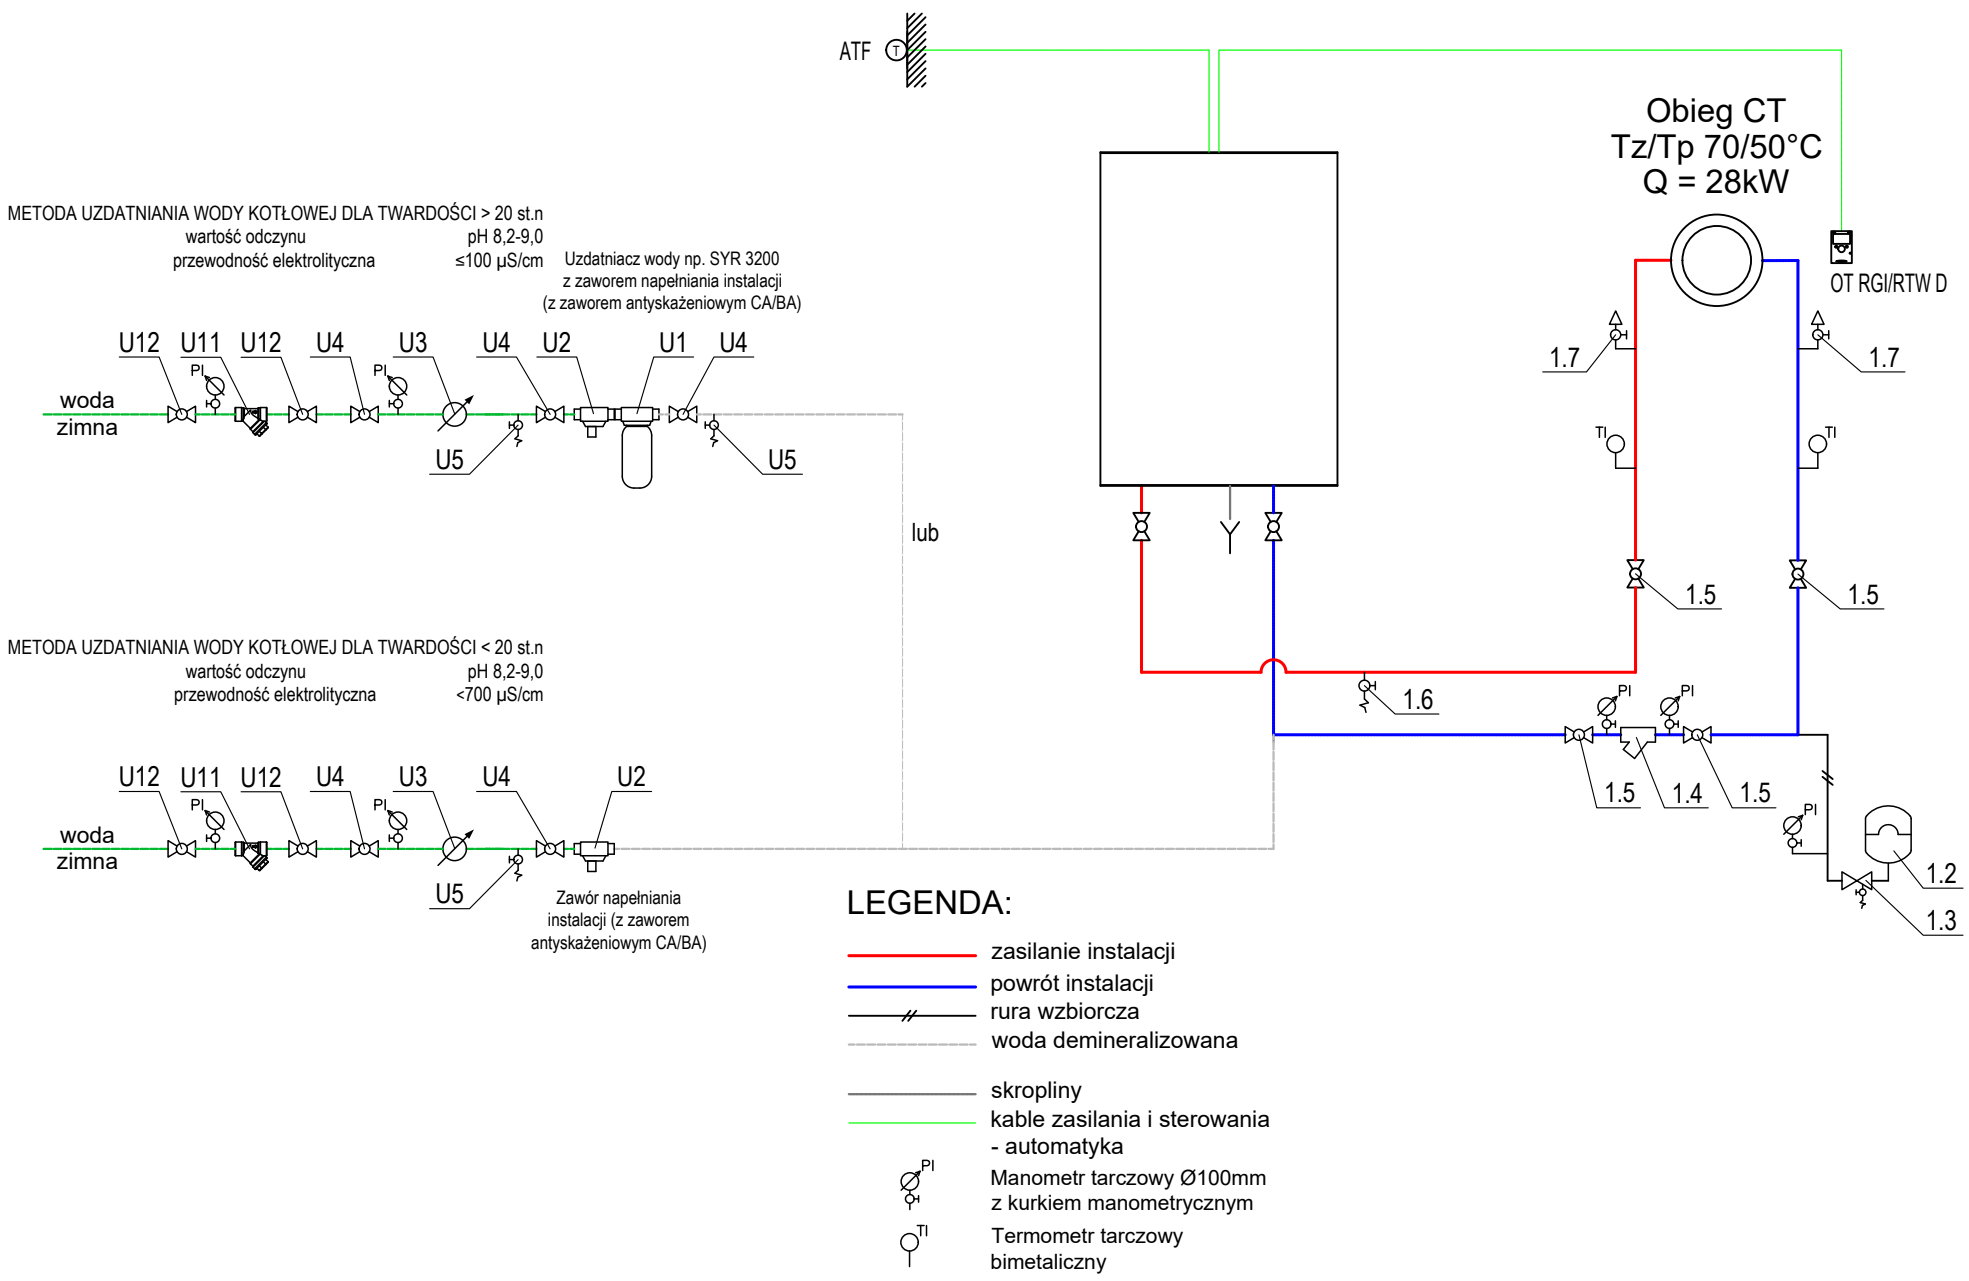 ATF
T
Obieg CT
Tz/Tp 70/50°C
Q = 28kW
OT RGI/RTW D
METODA UZDATNIANIA WODY KOTŁOWEJ DLA TWARDOŚCI > 20 st.n
wartość odczynu pH 8,2-9,0
przewodność elektrolityczna ≤100 µS/cm
Uzdatniacz wody np. SYR 3200
z zaworem napełniania instalacji
(z zaworem antyskażeniowym CA/BA)
U12 U11 U12 U4 U3 U4 U2 U1 U4
PI PI
woda
zimna
U5 U5
1.7 1.7
TI TI
lub
1.5 1.5
METODA UZDATNIANIA WODY KOTŁOWEJ DLA TWARDOŚCI < 20 st.n
wartość odczynu pH 8,2-9,0
przewodność elektrolityczna <700 µS/cm
1.6
PI PI
1.5 1.4 1.5
U12 U11 U12 U4 U3 U4 U2
PI PI
woda
zimna
U5
Zawór napełniania
instalacji (z zaworem
antyskażeniowym CA/BA)
PI
1.2
1.3
LEGENDA:
zasilanie instalacji
powrót instalacji
rura wzbiorcza
woda demineralizowana
skropliny
kable zasilania i sterowania
- automatyka
PI
Manometr tarczowy Ø100mm
z kurkiem manometrycznym
TI
Termometr tarczowy
bimetaliczny